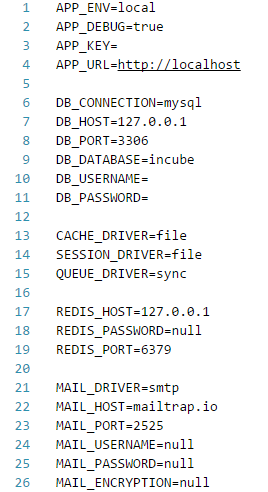 1 APP_ENV=local
2 APP_DEBUG=true
3 APP_KEY=
4 APP_URL=http://localhost
5
6 DB_CONNECTION=mysql
7 DB_HOST=127.0.0.1
8 DB_PORT=3306
9 DB_DATABASE=incube
10 DB_USERNAME=
11 DB_PASSWORD=
12
13 CACHE_DRIVER=file
14 SESSION_DRIVER=file
15 QUEUE_DRIVER=sync
16
17 REDIS_HOST=127.0.0.1
18 REDIS_PASSWORD=null
19 REDIS_PORT=6379
20
21 MAIL_DRIVER=smtp
22 MAIL_HOST=mailtrap.io
23 MAIL_PORT=2525
24 MAIL_USERNAME=null
25 MAIL_PASSWORD=null
26 MAIL_ENCRYPTION=null